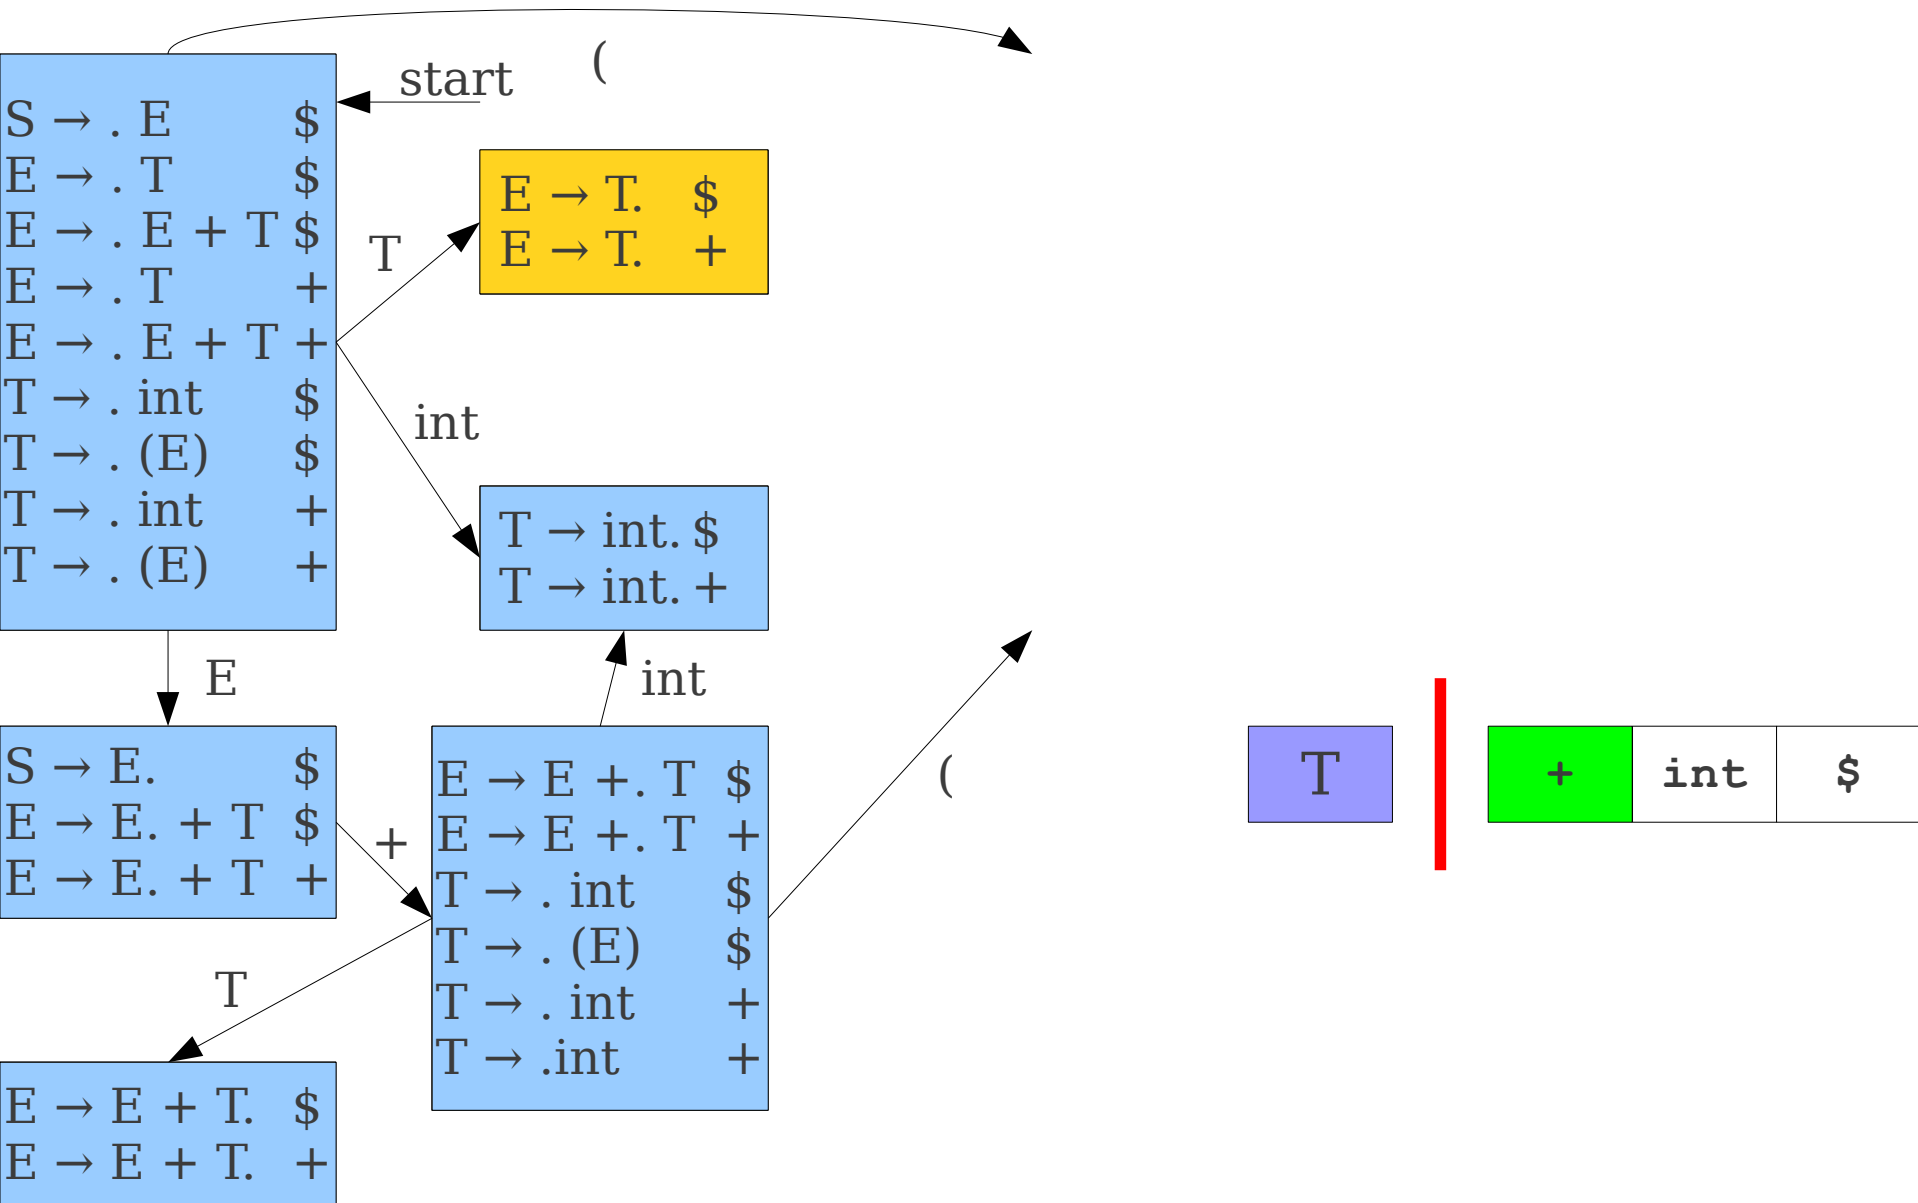 (
start
S → . E $
E → . T $
E → . E + T $
E → . T +
E → . E + T +
T → . int $
T → . (E) $
T → . int +
T → . (E) +
T
E → T. $
E → T. +
int
T → int. $
T → int. +
E
int
S → E. $
E → E. + T $
E → E. + T +
+
E → E +. T $
E → E +. T +
T → . int $
T → . (E) $
T → . int +
T → .int +
(
T
E → E + T. $
E → E + T. +
T + int $